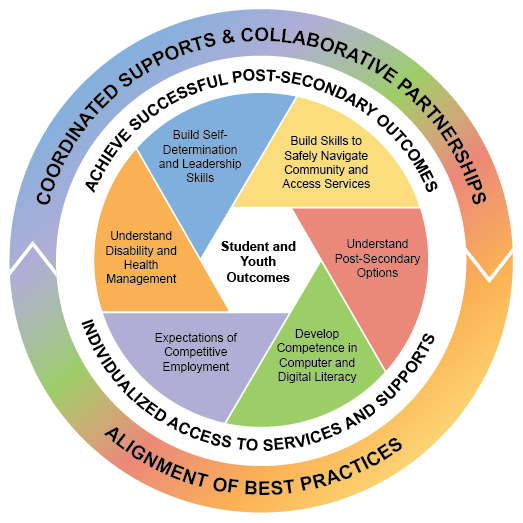 COORDINATED SUPPORTS & COLLABORATIVE PARTNERSHIPS
ACHIEVE SUCCESSFUL POST-SECONDARY OUTCOMES
Build Self-
Determination
and Leadership
Skills
Build Skills to
Safely Navigate
Community and
Access Services
Understand
Disability and
Health
Management
Student and
Youth
Outcomes
Understand
Post-Secondary
Options
Expectations of
Competitive
Employment
Develop
Competence in
Computer and
Digital Literacy
INDIVIDUALIZED ACCESS TO SERVICES AND SUPPORTS
ALIGNMENT OF BEST PRACTICES